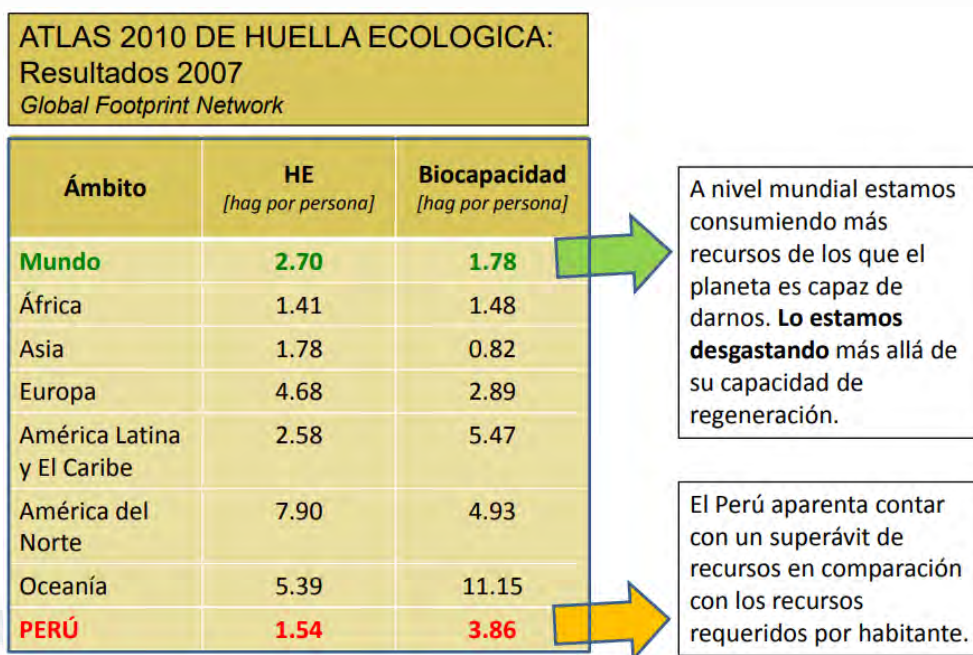 ATLAS 2010 DE HUELLA ECOLOGICA:
Resultados 2007
Global Footprint Network
Ámbito HE Biocapacidad
[hag por persona] [hag por persona]
Mundo 2.70 1.78
África 1.41 1.48
Asia 1.78 0.82
Europa 4.68 2.89
América Latina 2.58 5.47
y El Caribe
América del 7.90 4.93
Norte
Oceanía 5.39 11.15
PERÚ 1.54 3.86
A nivel mundial estamos
consumiendo más
recursos de los que el
planeta es capaz de
darnos. Lo estamos
desgastando más allá de
su capacidad de
regeneración.
El Perú aparenta contar
con un superávit de
recursos en comparación
con los recursos
requeridos por habitante.